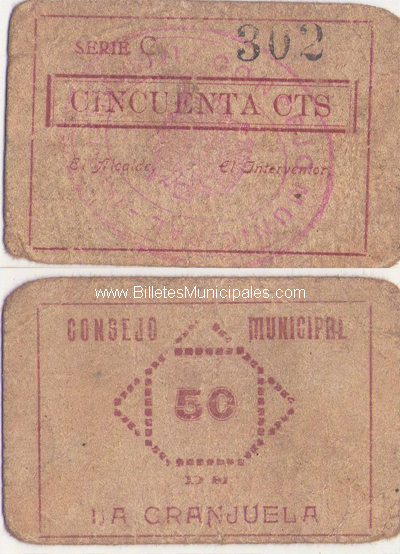 SERIE C. 302
CINCUENTA CTS
El Alcalde, El Interventor,
www.BilletesMunicipales.com
CONSEJO MUNICIPAL
50
DE
LA GRANJUELA